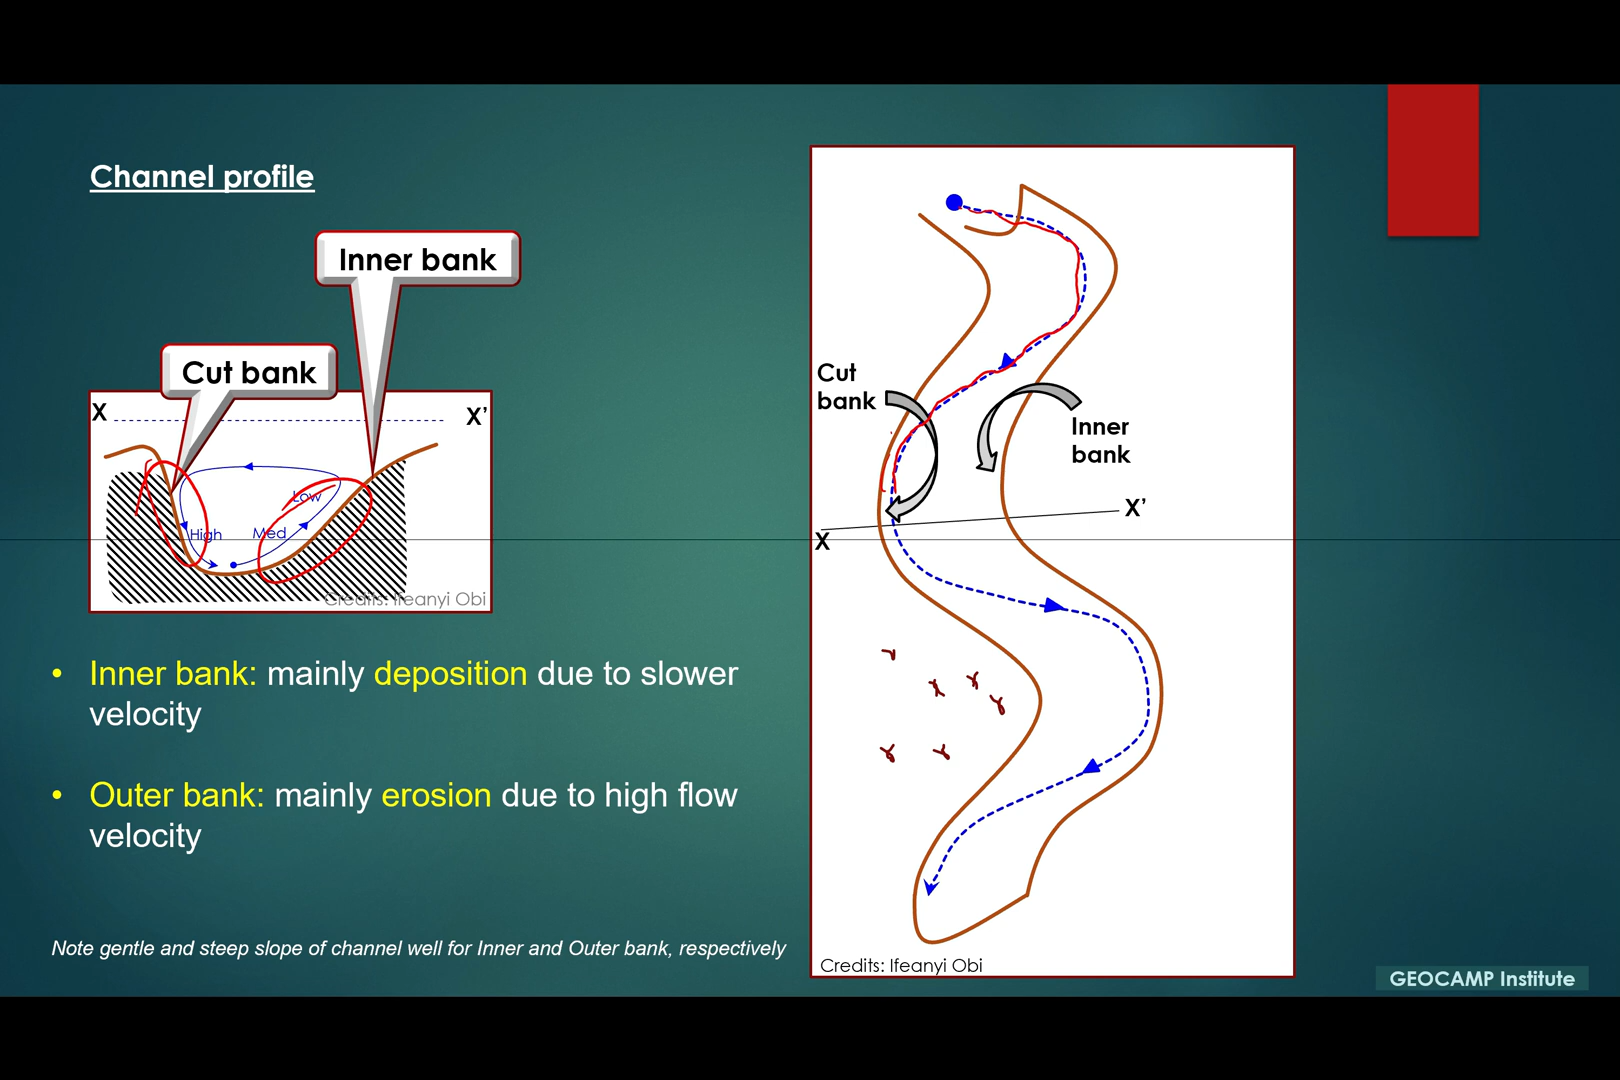 Channel profile
Inner bank
Cut bank
X
X'
Low
High
Med
Credits: Ifeanyi Obi
• Inner bank: mainly deposition due to slower
velocity
• Outer bank: mainly erosion due to high flow
velocity
Note gentle and steep slope of channel well for Inner and Outer bank, respectively
Cut
bank
Inner
bank
X'
X
Credits: Ifeanyi Obi
GEOCAMP Institute